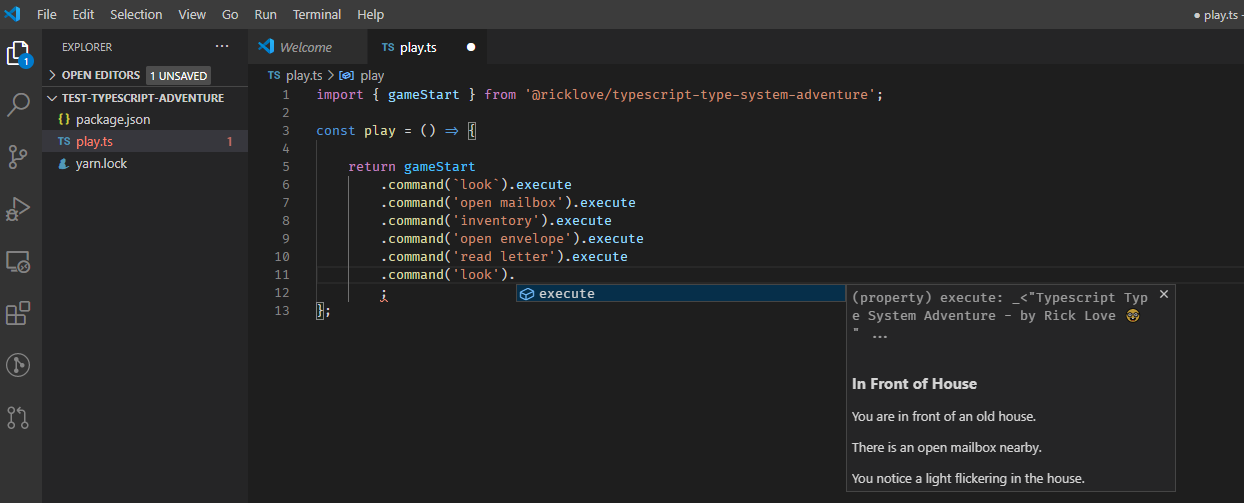 File Edit Selection View Go Run Terminal Help ● play.ts -
EXPLORER ···
Welcome
TS play.ts ●
1
> OPEN EDITORS 1 UNSAVED
TEST-TYPESCRIPT-ADVENTURE
{} package.json
TS play.ts 1
yarn.lock
TS play.ts > play
1 import { gameStart } from '@ricklove/typescript-type-system-adventure';
2
3 const play = () => {
4
5 return gameStart
6 .command(`look`).execute
7 .command('open mailbox').execute
8 .command('inventory').execute
9 .command('open envelope').execute
10 .command('read letter').execute
11 .command('look').
12 ;
13 };
execute
(property) execute: _<"Typescript Typ
e System Adventure - by Rick Love 🤓
" ...
In Front of House
You are in front of an old house.
There is an open mailbox nearby.
You notice a light flickering in the house.